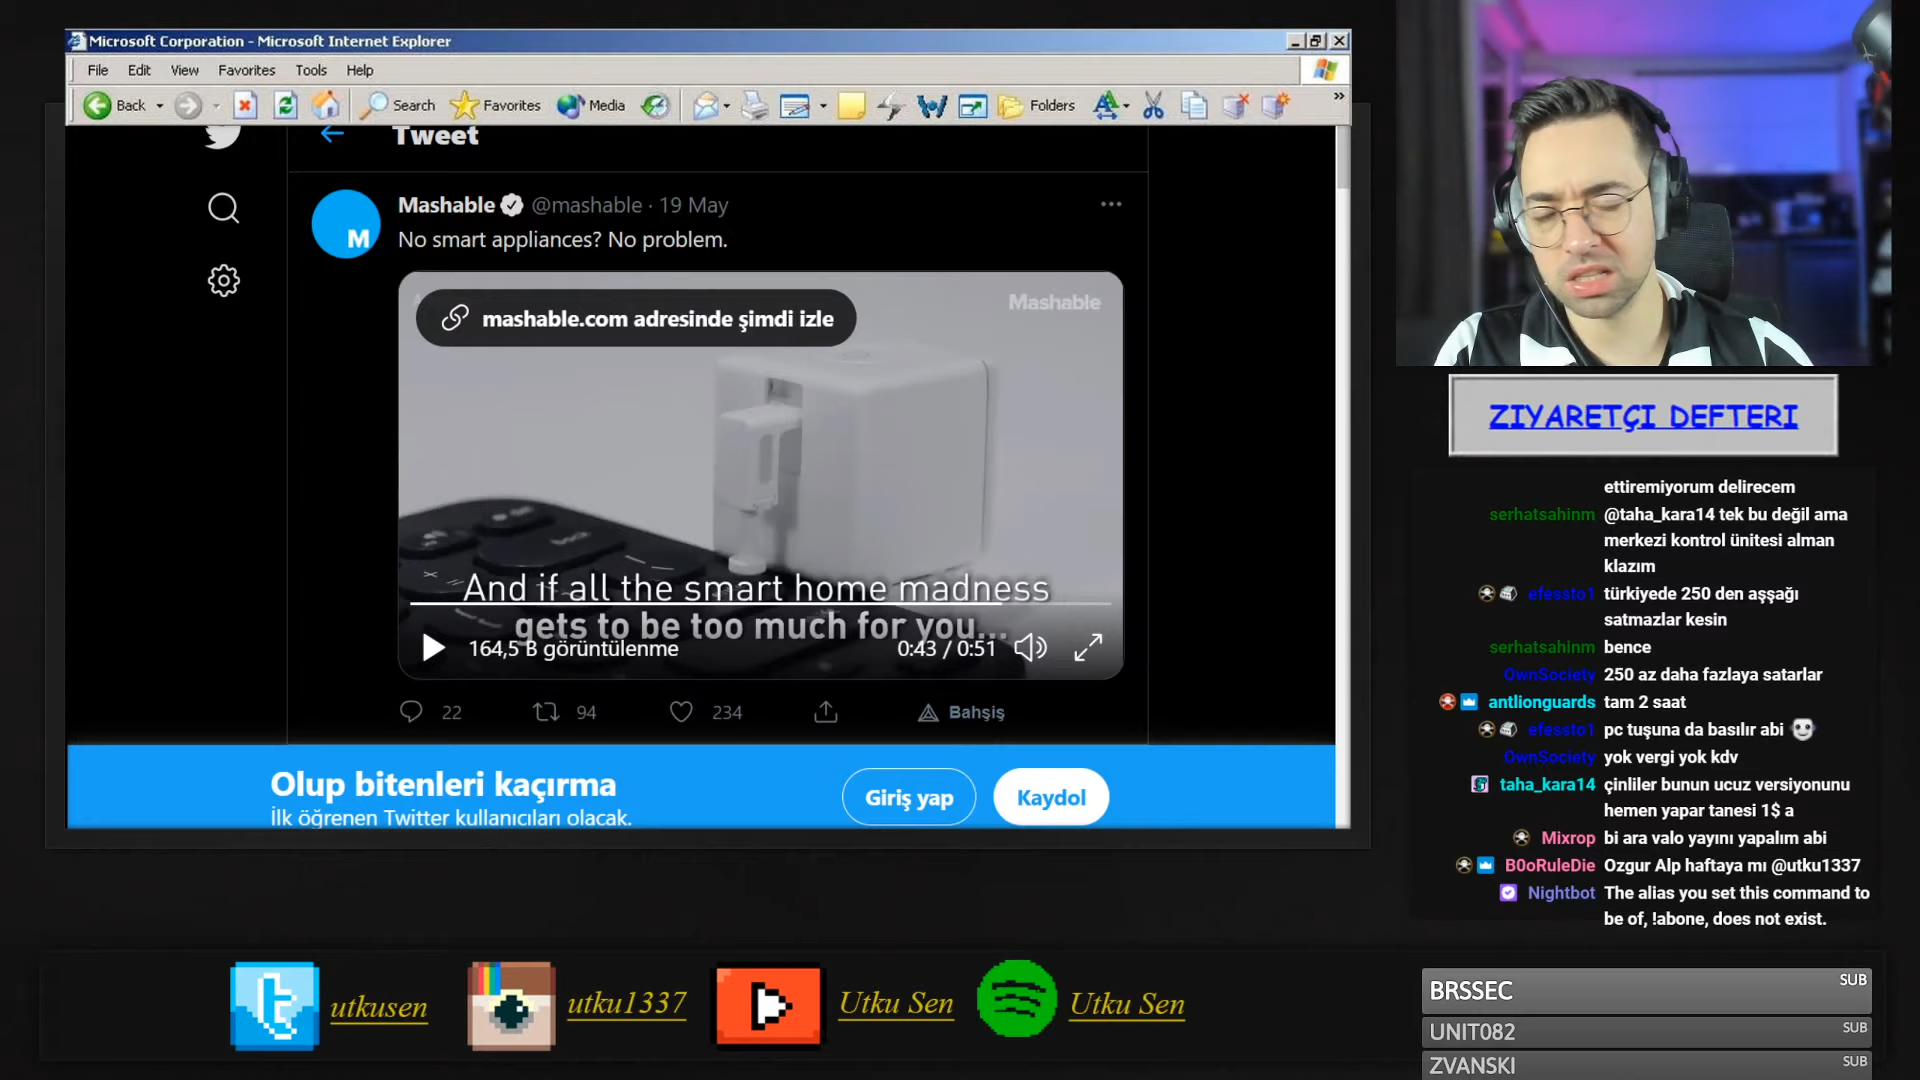 Microsoft Corporation - Microsoft Internet Explorer
File Edit View Favorites Tools Help
Back Search Favorites Media Folders
Tweet
Mashable @mashable · 19 May
No smart appliances? No problem.
mashable.com adresinde şimdi izle
Mashable
And if all the smart home madness
gets to be too much for you...
164,5 B görüntülenme 0:43 / 0:51
22 94 234 Bahşiş
Olup bitenleri kaçırma
İlk öğrenen Twitter kullanıcıları olacak.
Giriş yap Kaydol
ZİYARETÇİ DEFTERİ
ettiremiyorum delirecem
serhatsahinm @taha_kara14 tek bu değil ama
merkezi kontrol ünitesi alman
klazım
efessto1 türkiyede 250 den aşşağı
satmazlar kesin
serhatsahinm bence
OwnSociety 250 az daha fazlaya satarlar
antlionguards tam 2 saat
efessto1 pc tuşuna da basılır abi
OwnSociety yok vergi yok kdv
taha_kara14 çinliler bunun ucuz versiyonunu
hemen yapar tanesi 1$ a
Mixrop bi ara valo yayını yapalım abi
B0oRuleDie Ozgur Alp haftaya mı @utku1337
Nightbot The alias you set this command to
be of, !abone, does not exist.
utkusen utku1337 Utku Sen Utku Sen
BRSSEC SUB
UNIT082 SUB
ZVANSKI SUB